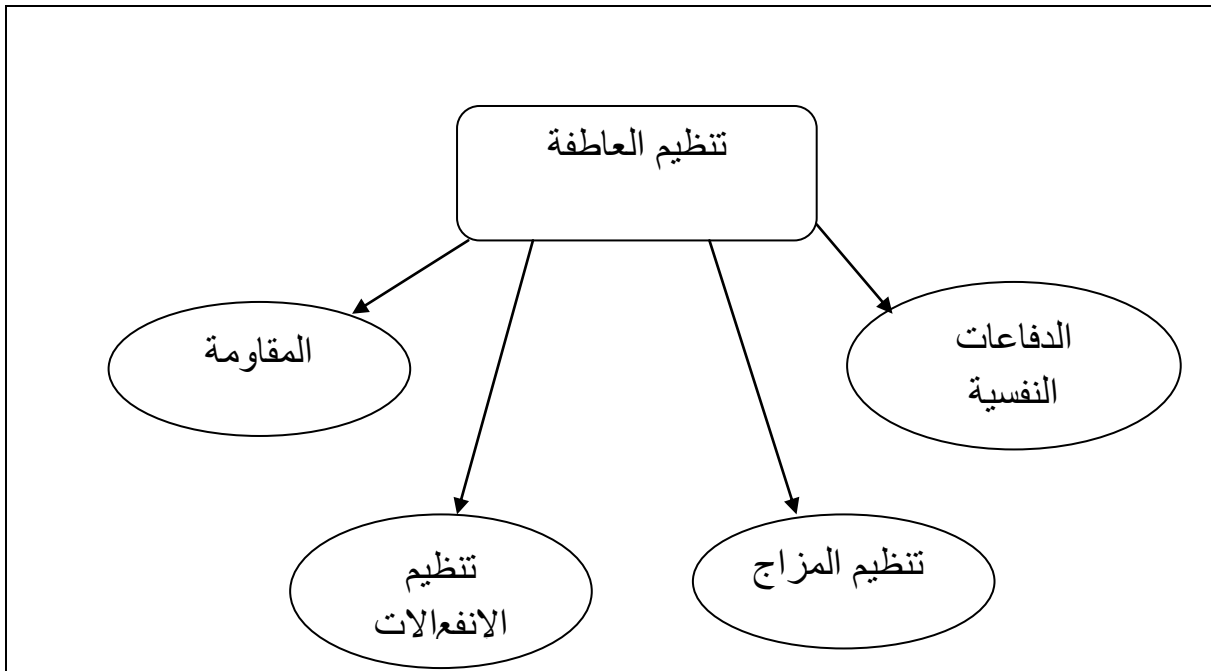 تنظيم العاطفة
الدفاعات
النفسية
المقاومة
تنظيم المزاج
تنظيم
الانفعالات